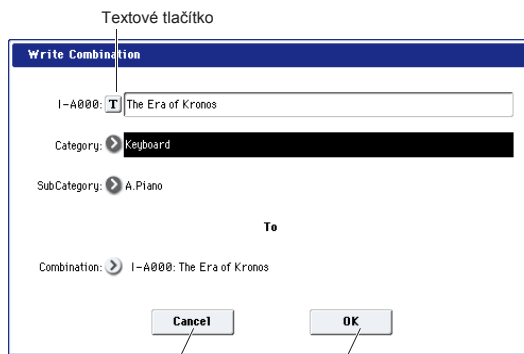 Textové tlačítko
Write Combination
I-A000: T The Era of Kronos
Category: Keyboard
SubCategory: A.Piano
To
Combination: I-A000: The Era of Kronos
Cancel OK